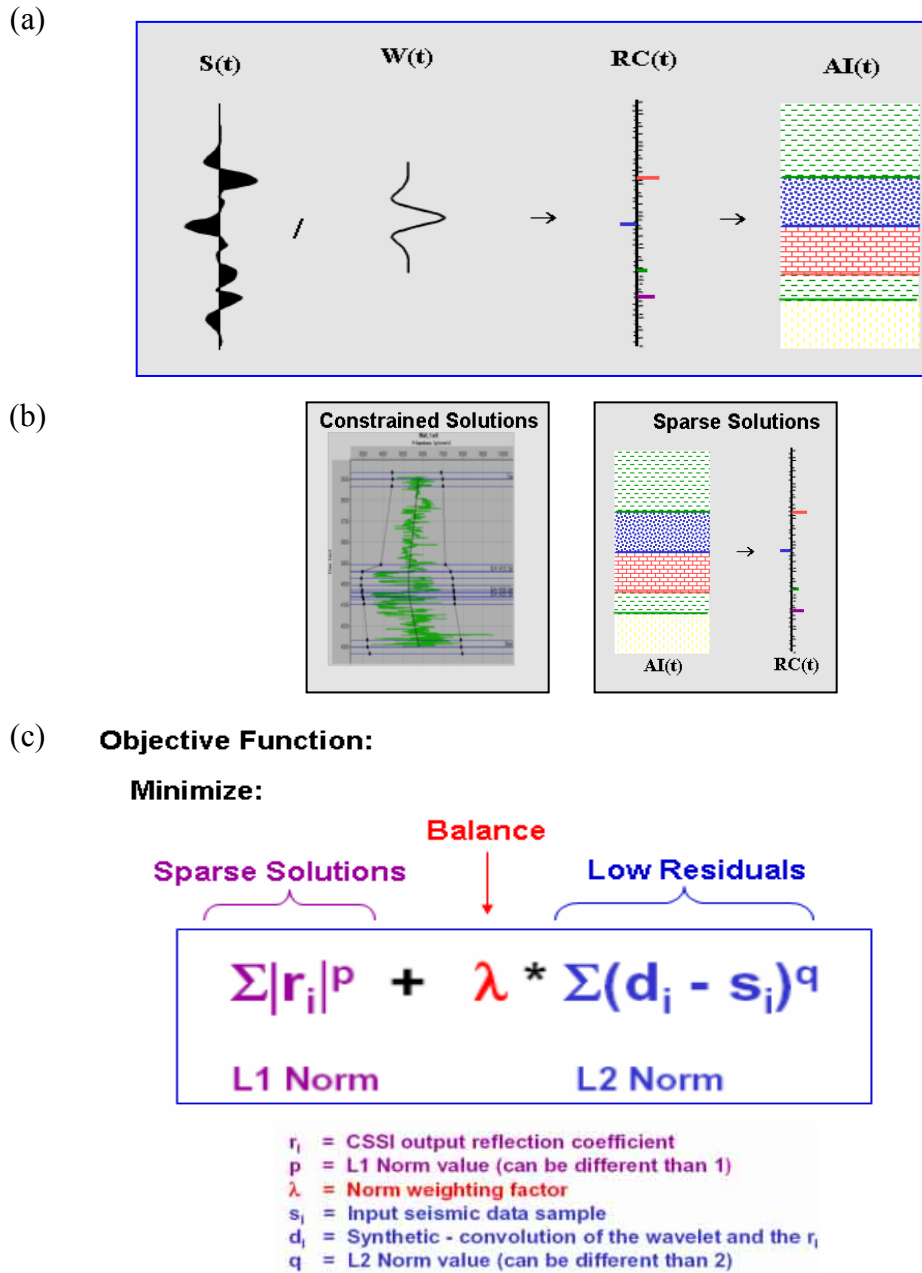 (a)
S(t) W(t) RC(t) AI(t)
/ → →
(b)
Constrained Solutions
Sparse Solutions
→
AI(t) RC(t)
(c)
Objective Function:
Minimize:
Balance
Sparse Solutions Low Residuals
Σ|rᵢ|ᵖ + λ * Σ(dᵢ - sᵢ)^q
L1 Norm L2 Norm
rᵢ = CSSI output reflection coefficient
p = L1 Norm value (can be different than 1)
λ = Norm weighting factor
sᵢ = Input seismic data sample
dᵢ = Synthetic - convolution of the wavelet and the rᵢ
q = L2 Norm value (can be different than 2)